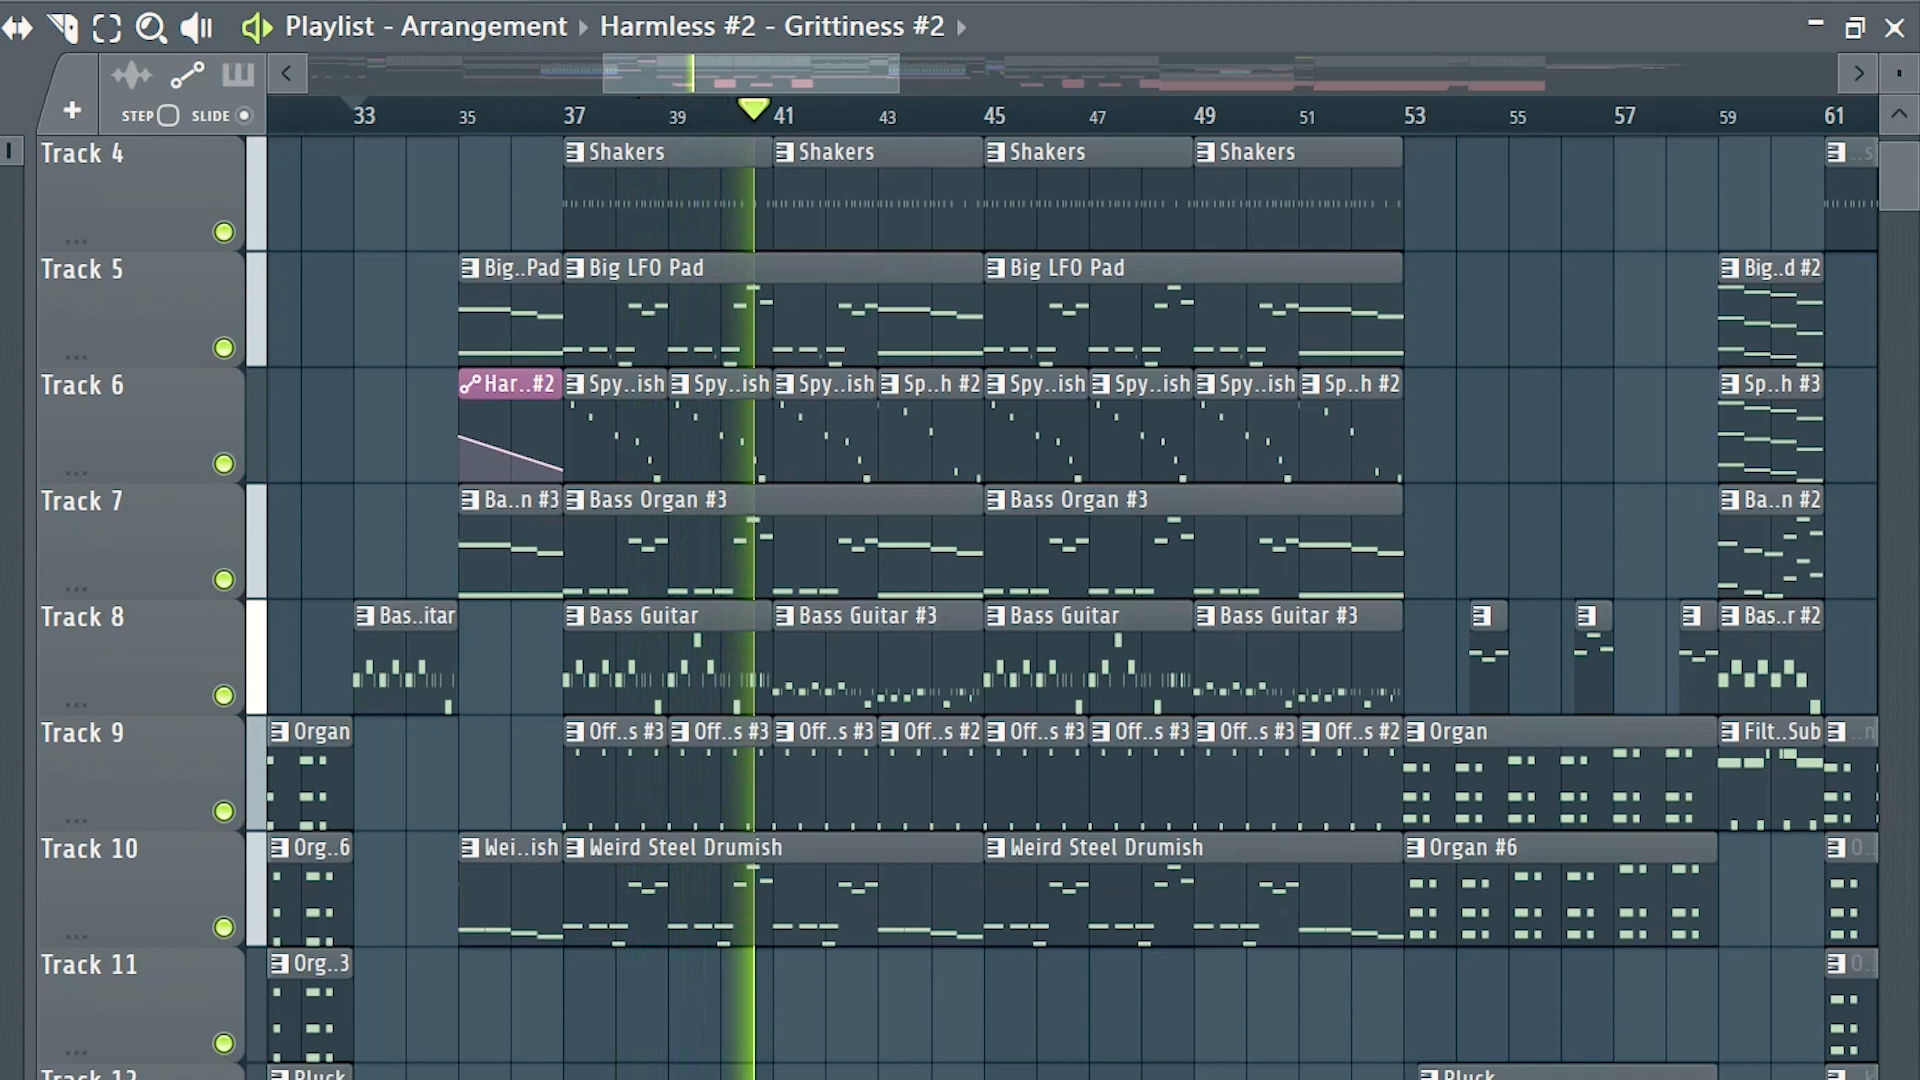 Playlist - Arrangement Harmless #2 - Grittiness #2
STEP SLIDE
33 35 37 39 41 43 45 47 49 51 53 55 57 59 61
Track 4 Shakers Shakers Shakers Shakers ..s
Track 5 Big..Pad Big LFO Pad Big LFO Pad Big..d #2
Track 6 Har..#2 Spy..ish Spy..ish Spy..ish Sp..h #2 Spy..ish Spy..ish Spy..ish Sp..h #2 Sp..h #3
Track 7 Ba..n #3 Bass Organ #3 Bass Organ #3 Ba..n #2
Track 8 Bas..itar Bass Guitar Bass Guitar #3 Bass Guitar Bass Guitar #3 Bas..r #2
Track 9 Organ Off..s #3 Off..s #3 Off..s #3 Off..s #2 Off..s #3 Off..s #3 Off..s #3 Off..s #2 Organ Filt..Sub ..n
Track 10 Org..6 Wei..ish Weird Steel Drumish Weird Steel Drumish Organ #6 O..
Track 11 Org..3 O..
Track 12 Pluck Pluck